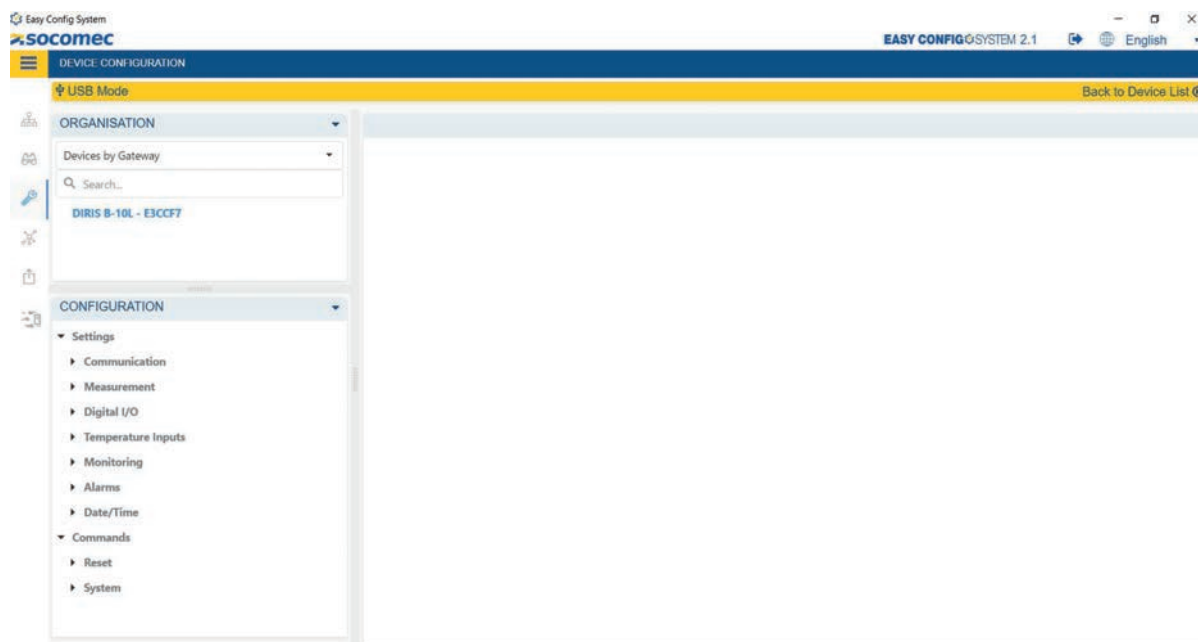 Easy Config System
socomec
EASY CONFIG SYSTEM 2.1
English
DEVICE CONFIGURATION
USB Mode
Back to Device List
ORGANISATION
Devices by Gateway
Search...
DIRIS B-10L - E3CCF7
CONFIGURATION
Settings
Communication
Measurement
Digital I/O
Temperature Inputs
Monitoring
Alarms
Date/Time
Commands
Reset
System